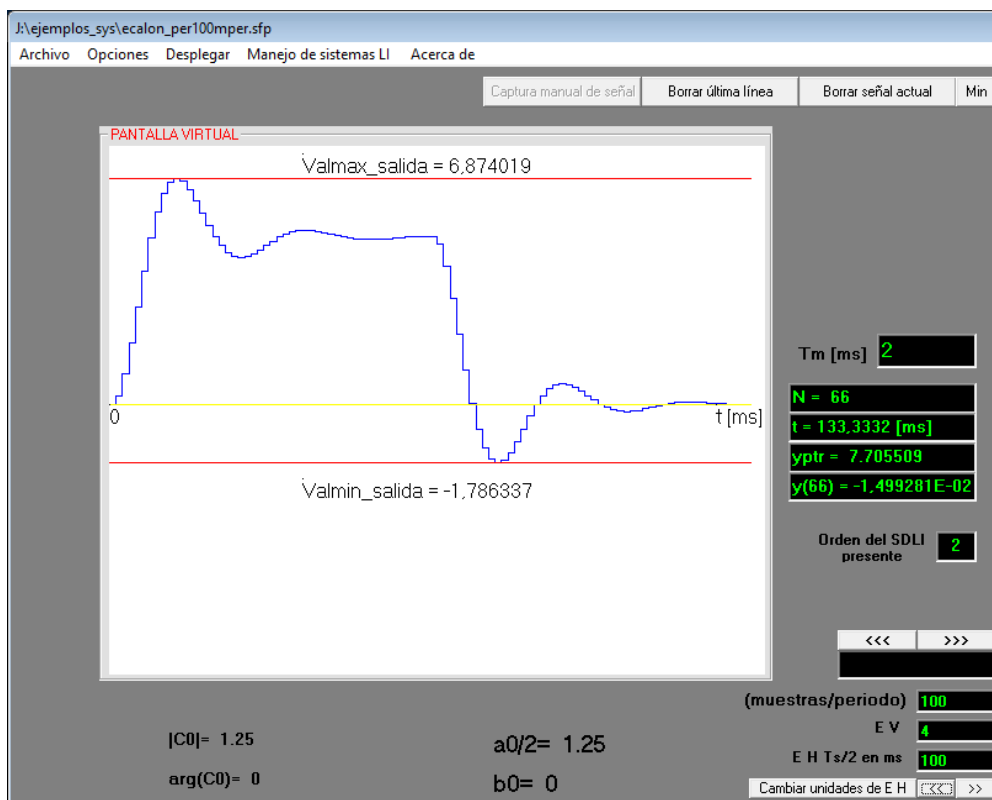 J:\ejemplos_sys\ecalon_per100mper.sfp
Archivo Opciones Desplegar Manejo de sistemas LI Acerca de
Captura manual de señal Borrar última línea Borrar señal actual Min
PANTALLA VIRTUAL
Valmax_salida = 6,874019
0 t [ms]
Valmin_salida = -1,786337
Tm [ms] 2
N = 66
t = 133,3332 [ms]
yptr = 7.705509
y(66) = -1,499281E-02
Orden del SDLI
presente 2
<<< >>>
(muestras/periodo) 100
E V 4
E H Ts/2 en ms 100
Cambiar unidades de E H << >>
|C0|= 1.25 a0/2= 1.25
arg(C0)= 0 b0= 0